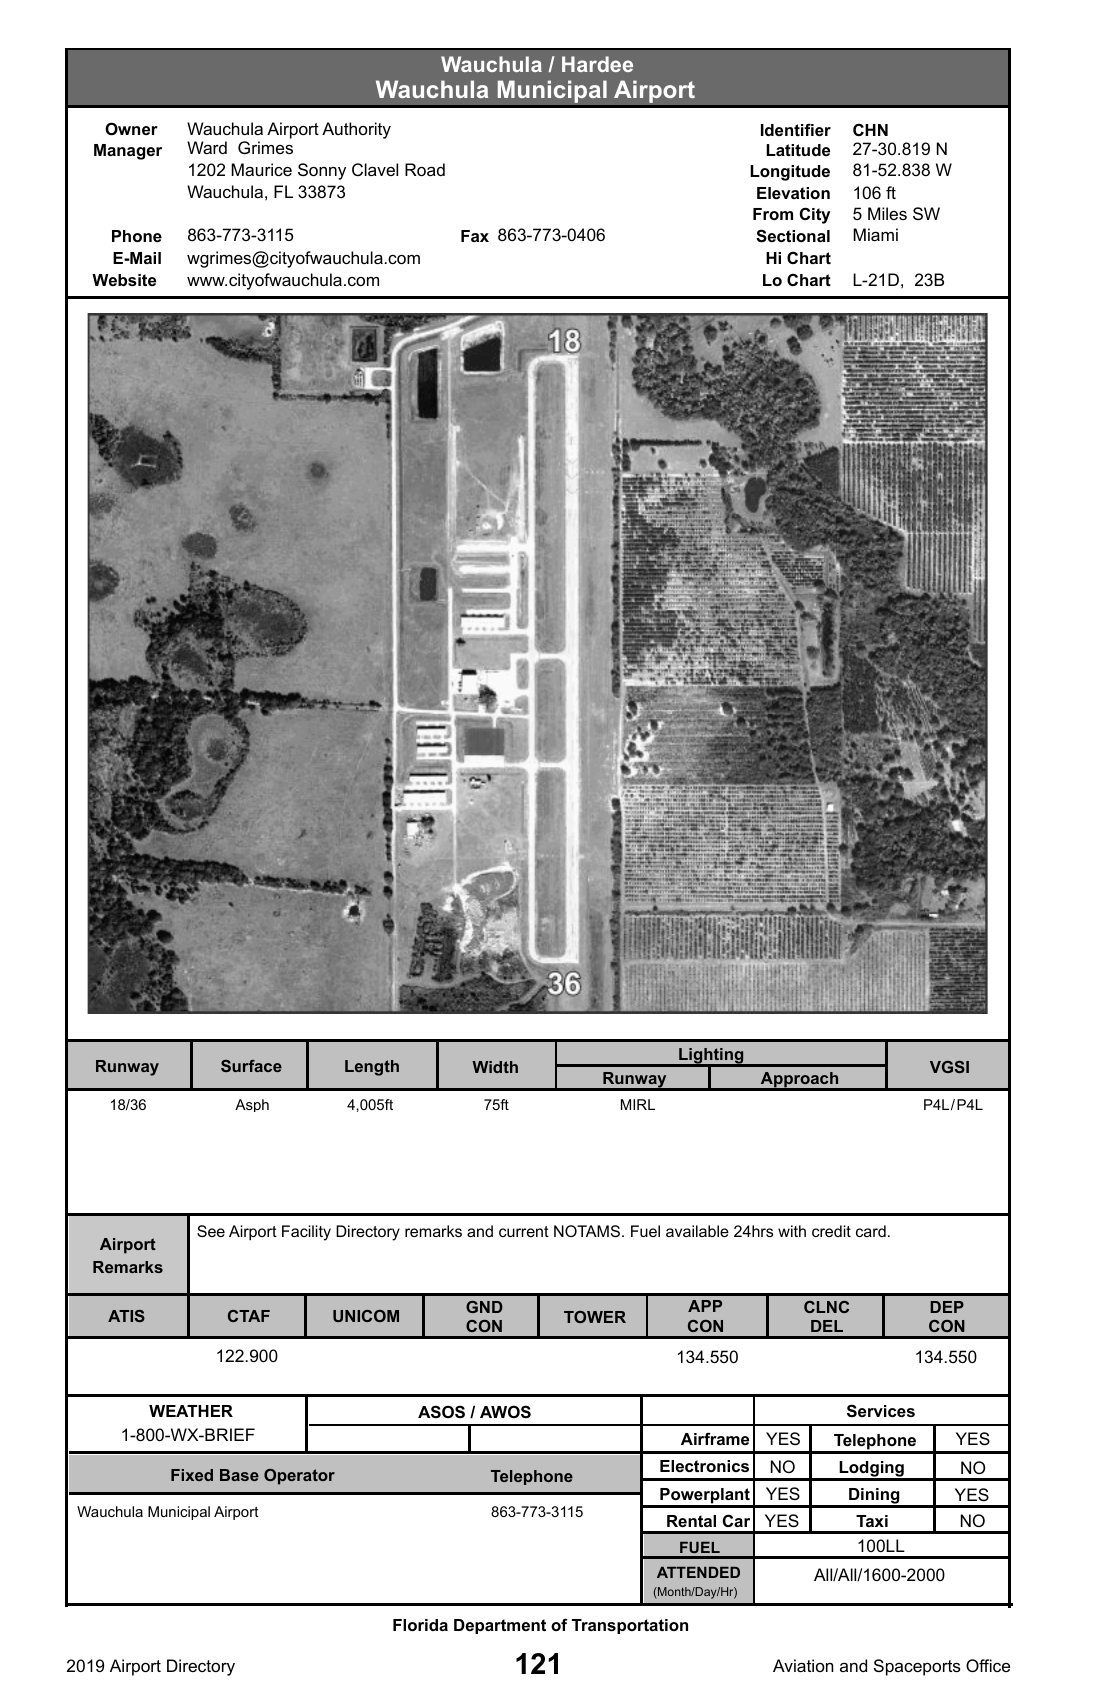 Wauchula / Hardee
Wauchula Municipal Airport
Owner Wauchula Airport Authority
Manager Ward Grimes
1202 Maurice Sonny Clavel Road
Wauchula, FL 33873
Phone 863-773-3115 Fax 863-773-0406
E-Mail wgrimes@cityofwauchula.com
Website www.cityofwauchula.com
Identifier CHN
Latitude 27-30.819 N
Longitude 81-52.838 W
Elevation 106 ft
From City 5 Miles SW
Sectional Miami
Hi Chart
Lo Chart L-21D, 23B
18
36
Runway Surface Length Width Lighting VGSI
Runway Approach
18/36 Asph 4,005ft 75ft MIRL P4L/P4L
Airport Remarks
See Airport Facility Directory remarks and current NOTAMS. Fuel available 24hrs with credit card.
ATIS CTAF UNICOM GND CON TOWER APP CON CLNC DEL DEP CON
122.900 134.550 134.550
WEATHER
1-800-WX-BRIEF
ASOS / AWOS
Fixed Base Operator Telephone
Wauchula Municipal Airport 863-773-3115
Services
Airframe YES Telephone YES
Electronics NO Lodging NO
Powerplant YES Dining YES
Rental Car YES Taxi NO
FUEL 100LL
ATTENDED All/All/1600-2000
(Month/Day/Hr)
Florida Department of Transportation
2019 Airport Directory 121 Aviation and Spaceports Office